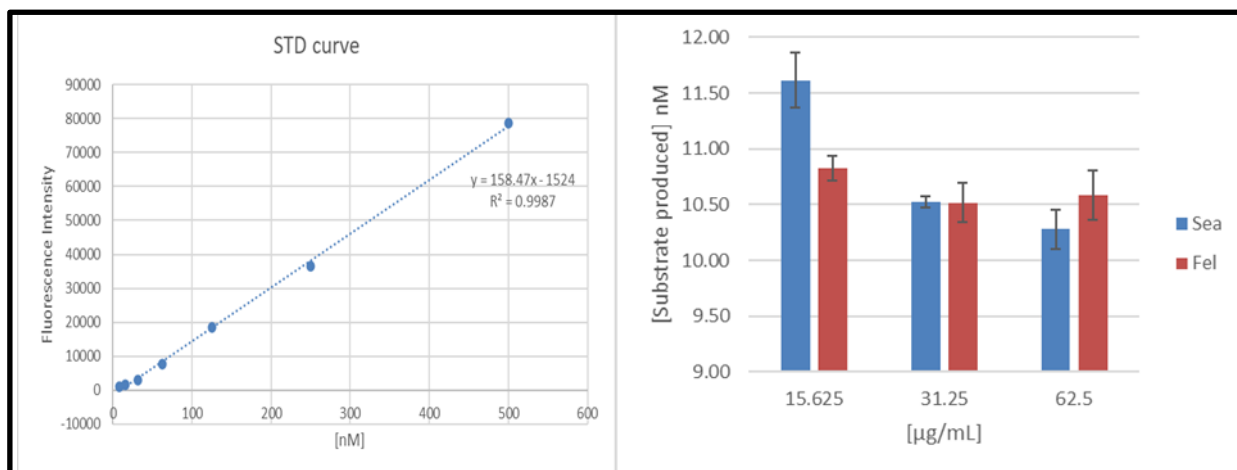 STD curve
90000
80000
70000
60000
50000
40000
30000
20000
10000
0
-10000
Fluorescence Intensity
y = 158.47x - 1524
R² = 0.9987
0 100 200 300 400 500 600
[nM]
12.00
11.50
11.00
10.50
10.00
9.50
9.00
[Substrate produced] nM
Sea
Fel
15.625 31.25 62.5
[µg/mL]